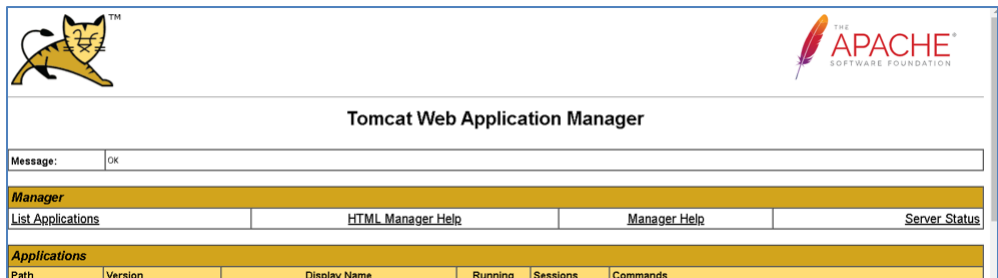 TM
THE
APACHE®
SOFTWARE FOUNDATION
Tomcat Web Application Manager
Message: OK
Manager
List Applications HTML Manager Help Manager Help Server Status
Applications
Path Version Display Name Running Sessions Commands